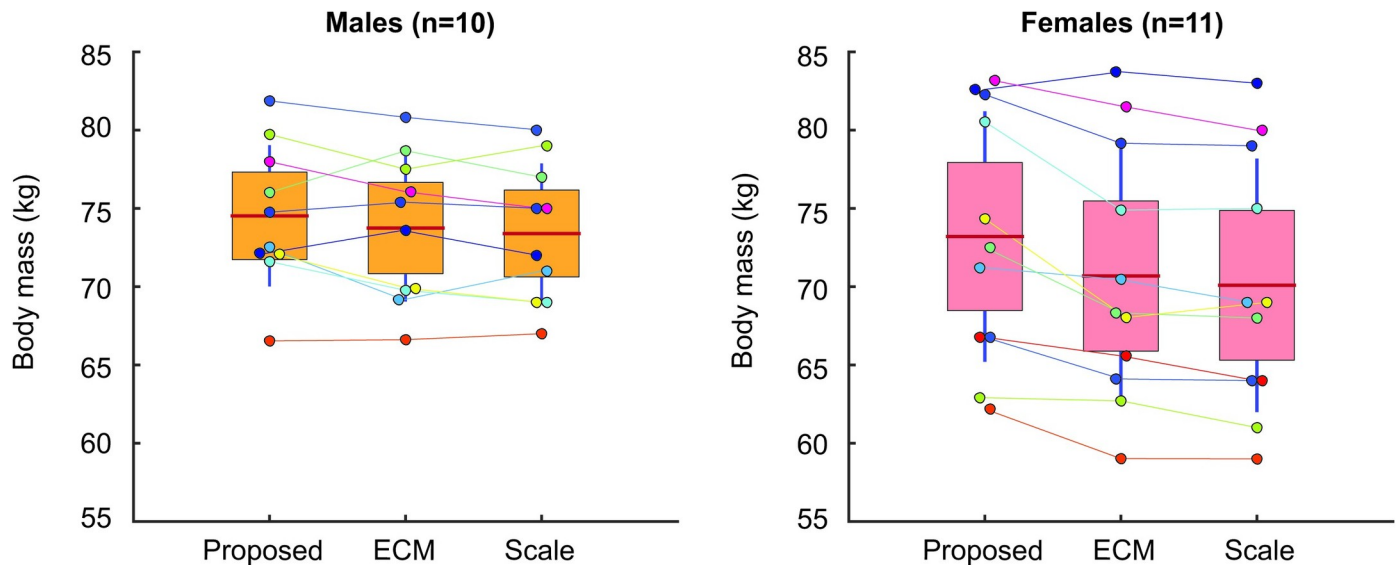 Males (n=10)
Body mass (kg)
85
80
75
70
65
60
55
Proposed ECM Scale
Females (n=11)
Body mass (kg)
85
80
75
70
65
60
55
Proposed ECM Scale